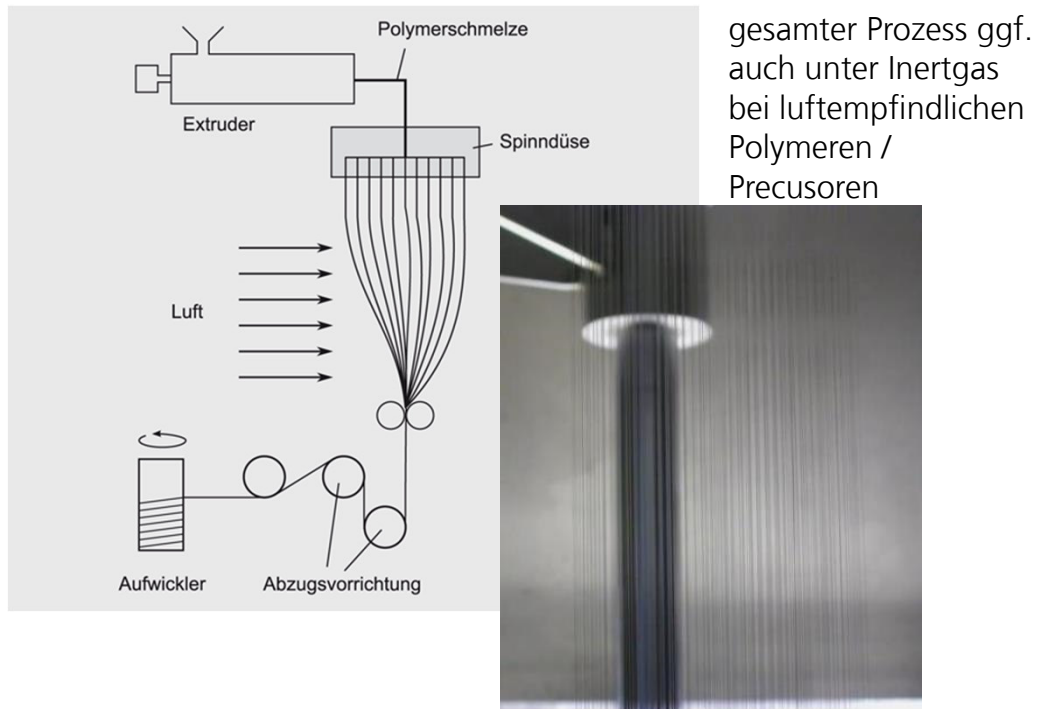 Polymerschmelze
Extruder
Spinndüse
Luft
Aufwickler
Abzugsvorrichtung
gesamter Prozess ggf.
auch unter Inertgas
bei luftempfindlichen
Polymeren /
Precusoren